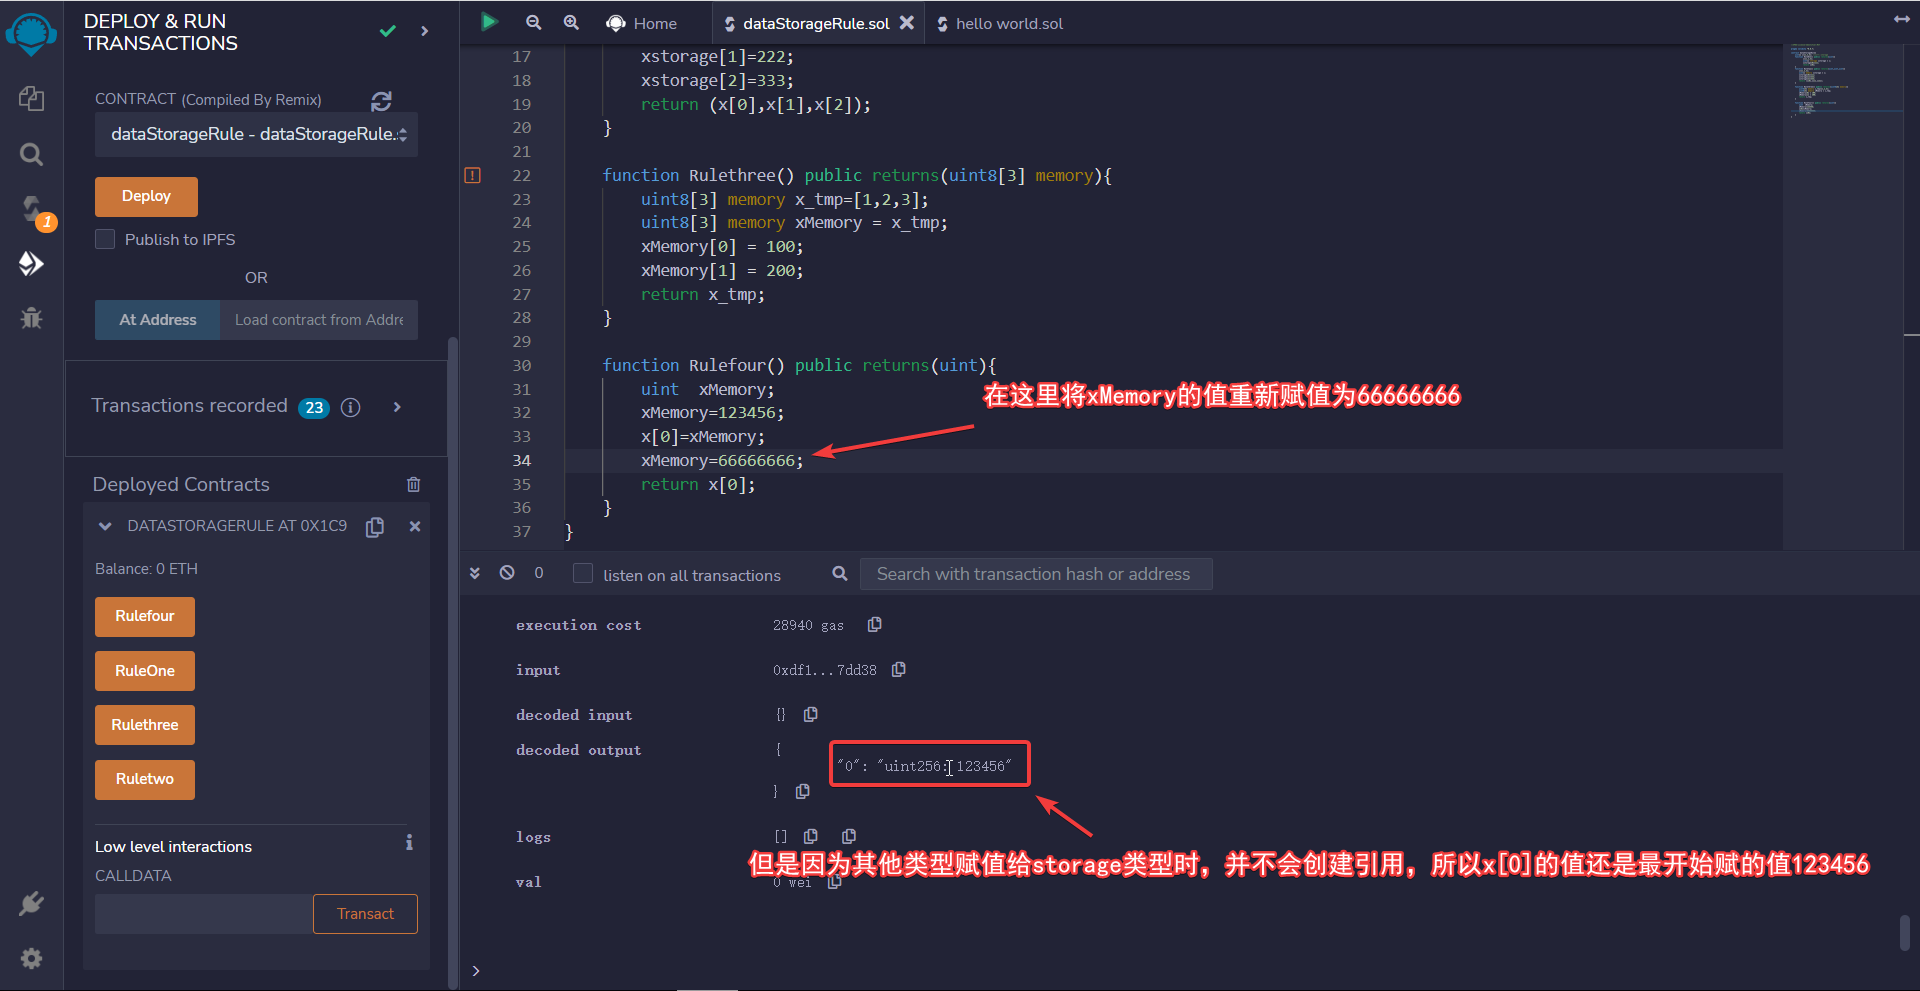 DEPLOY & RUN
TRANSACTIONS
CONTRACT (Compiled By Remix)
dataStorageRule - dataStorageRule.
Deploy
Publish to IPFS
OR
At Address
Load contract from Addre
Transactions recorded 23
Deployed Contracts
DATASTORAGERULE AT 0X1C9
Balance: 0 ETH
Rulefour
RuleOne
Rulethree
Ruletwo
Low level interactions
CALLDATA
Transact
1
Home
dataStorageRule.sol
hello world.sol
17 xstorage[1]=222;
18 xstorage[2]=333;
19 return (x[0],x[1],x[2]);
20 }
21
22 function Rulethree() public returns(uint8[3] memory){
23 uint8[3] memory x_tmp=[1,2,3];
24 uint8[3] memory xMemory = x_tmp;
25 xMemory[0] = 100;
26 xMemory[1] = 200;
27 return x_tmp;
28 }
29
30 function Rulefour() public returns(uint){
31 uint  xMemory;
32 xMemory=123456;
33 x[0]=xMemory;
34 xMemory=66666666;
35 return x[0];
36 }
37 }
在这里将xMemory的值重新赋值为66666666
0
listen on all transactions
Search with transaction hash or address
execution cost 28940 gas
input 0xdf1...7dd38
decoded input {}
decoded output {
"0": "uint256: 123456"
}
logs []
但是因为其他类型赋值给storage类型时，并不会创建引用，所以x[0]的值还是最开始赋的值123456
val 0 wei
>